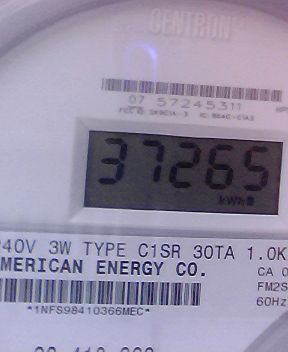 CENTRON
07 57245311
37265
kWh
240V 3W TYPE C1SR 30TA 1.0K
MERICAN ENERGY CO.
CA 0
FM2S
60Hz
*1NFS98410366MEC*